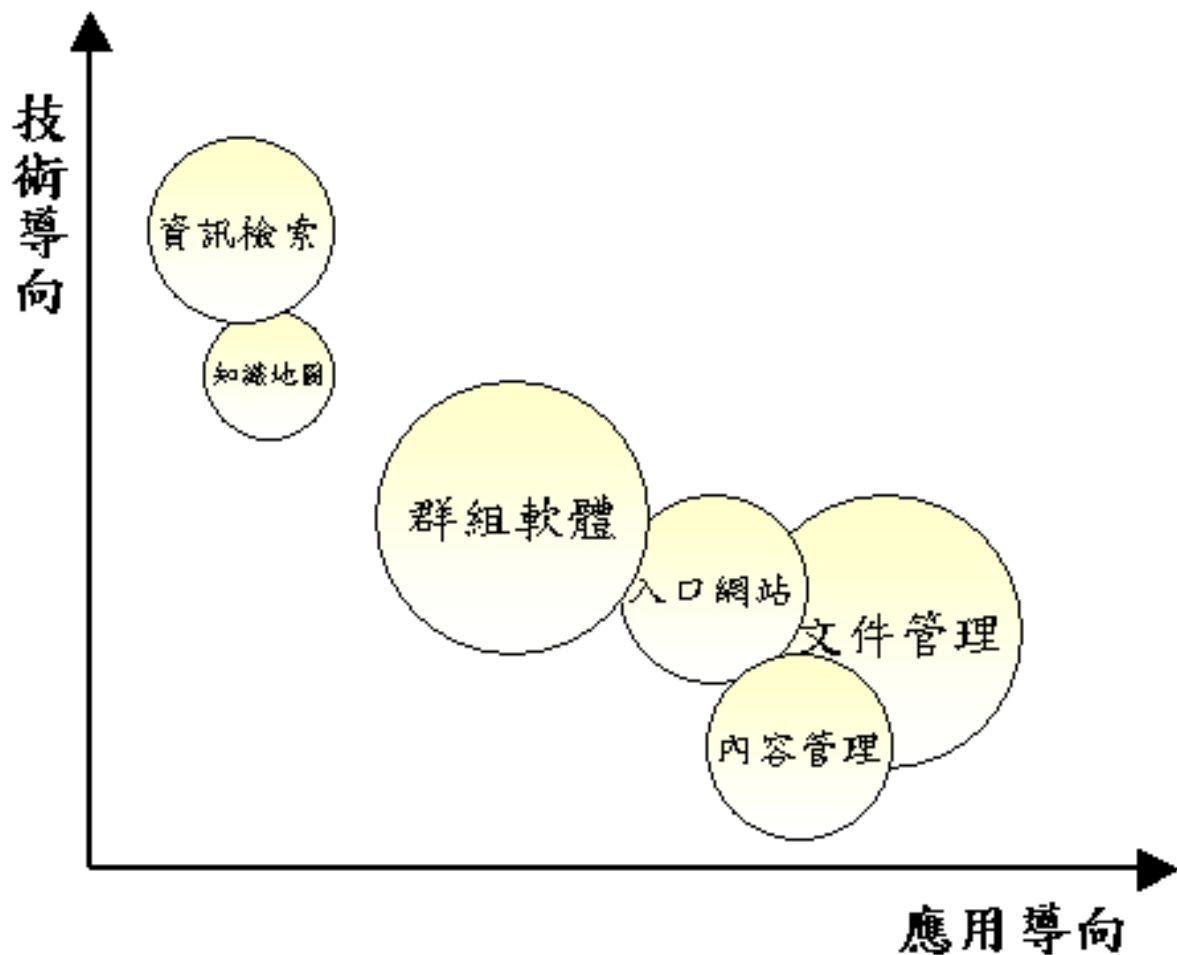 技術導向
資訊檢索
知識地圖
群組軟體
入口網站
文件管理
內容管理
應用導向